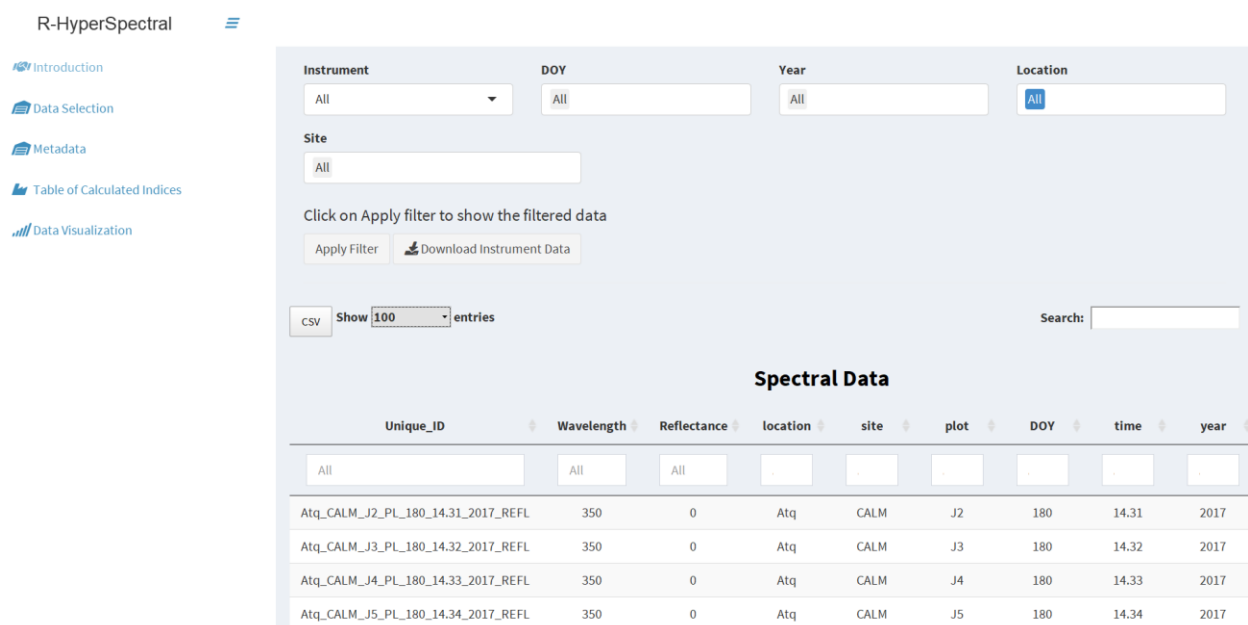 R-HyperSpectral
Introduction
Data Selection
Metadata
Table of Calculated Indices
Data Visualization
Instrument DOY Year Location
All All All All
Site
All
Click on Apply filter to show the filtered data
Apply Filter Download Instrument Data
CSV Show 100 entries Search:
Spectral Data
Unique_ID Wavelength Reflectance location site plot DOY time year
All All All . . . . . .
Atq_CALM_J2_PL_180_14.31_2017_REFL 350 0 Atq CALM J2 180 14.31 2017
Atq_CALM_J3_PL_180_14.32_2017_REFL 350 0 Atq CALM J3 180 14.32 2017
Atq_CALM_J4_PL_180_14.33_2017_REFL 350 0 Atq CALM J4 180 14.33 2017
Atq_CALM_J5_PL_180_14.34_2017_REFL 350 0 Atq CALM J5 180 14.34 2017